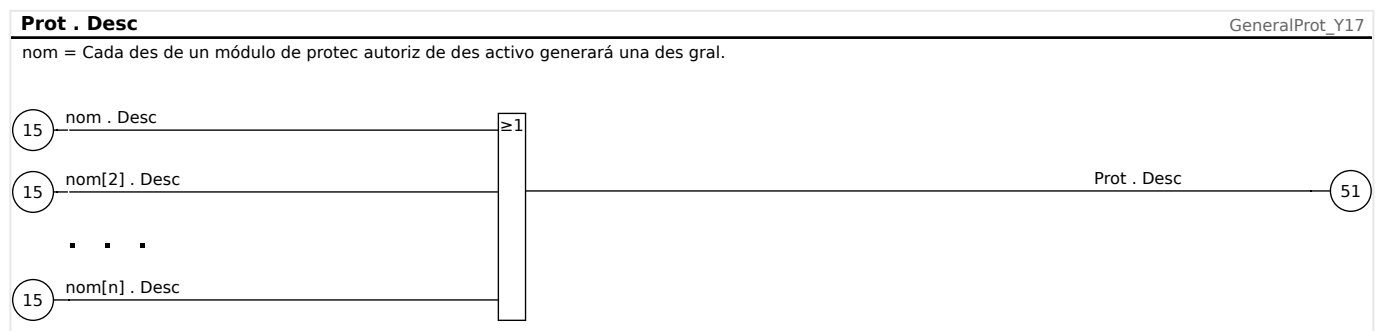 Prot . Desc
GeneralProt_Y17
nom = Cada des de un módulo de protec autoriz de des activo generará una des gral.
15
nom . Desc
≥1
15
nom[2] . Desc
Prot . Desc
51
15
nom[n] . Desc